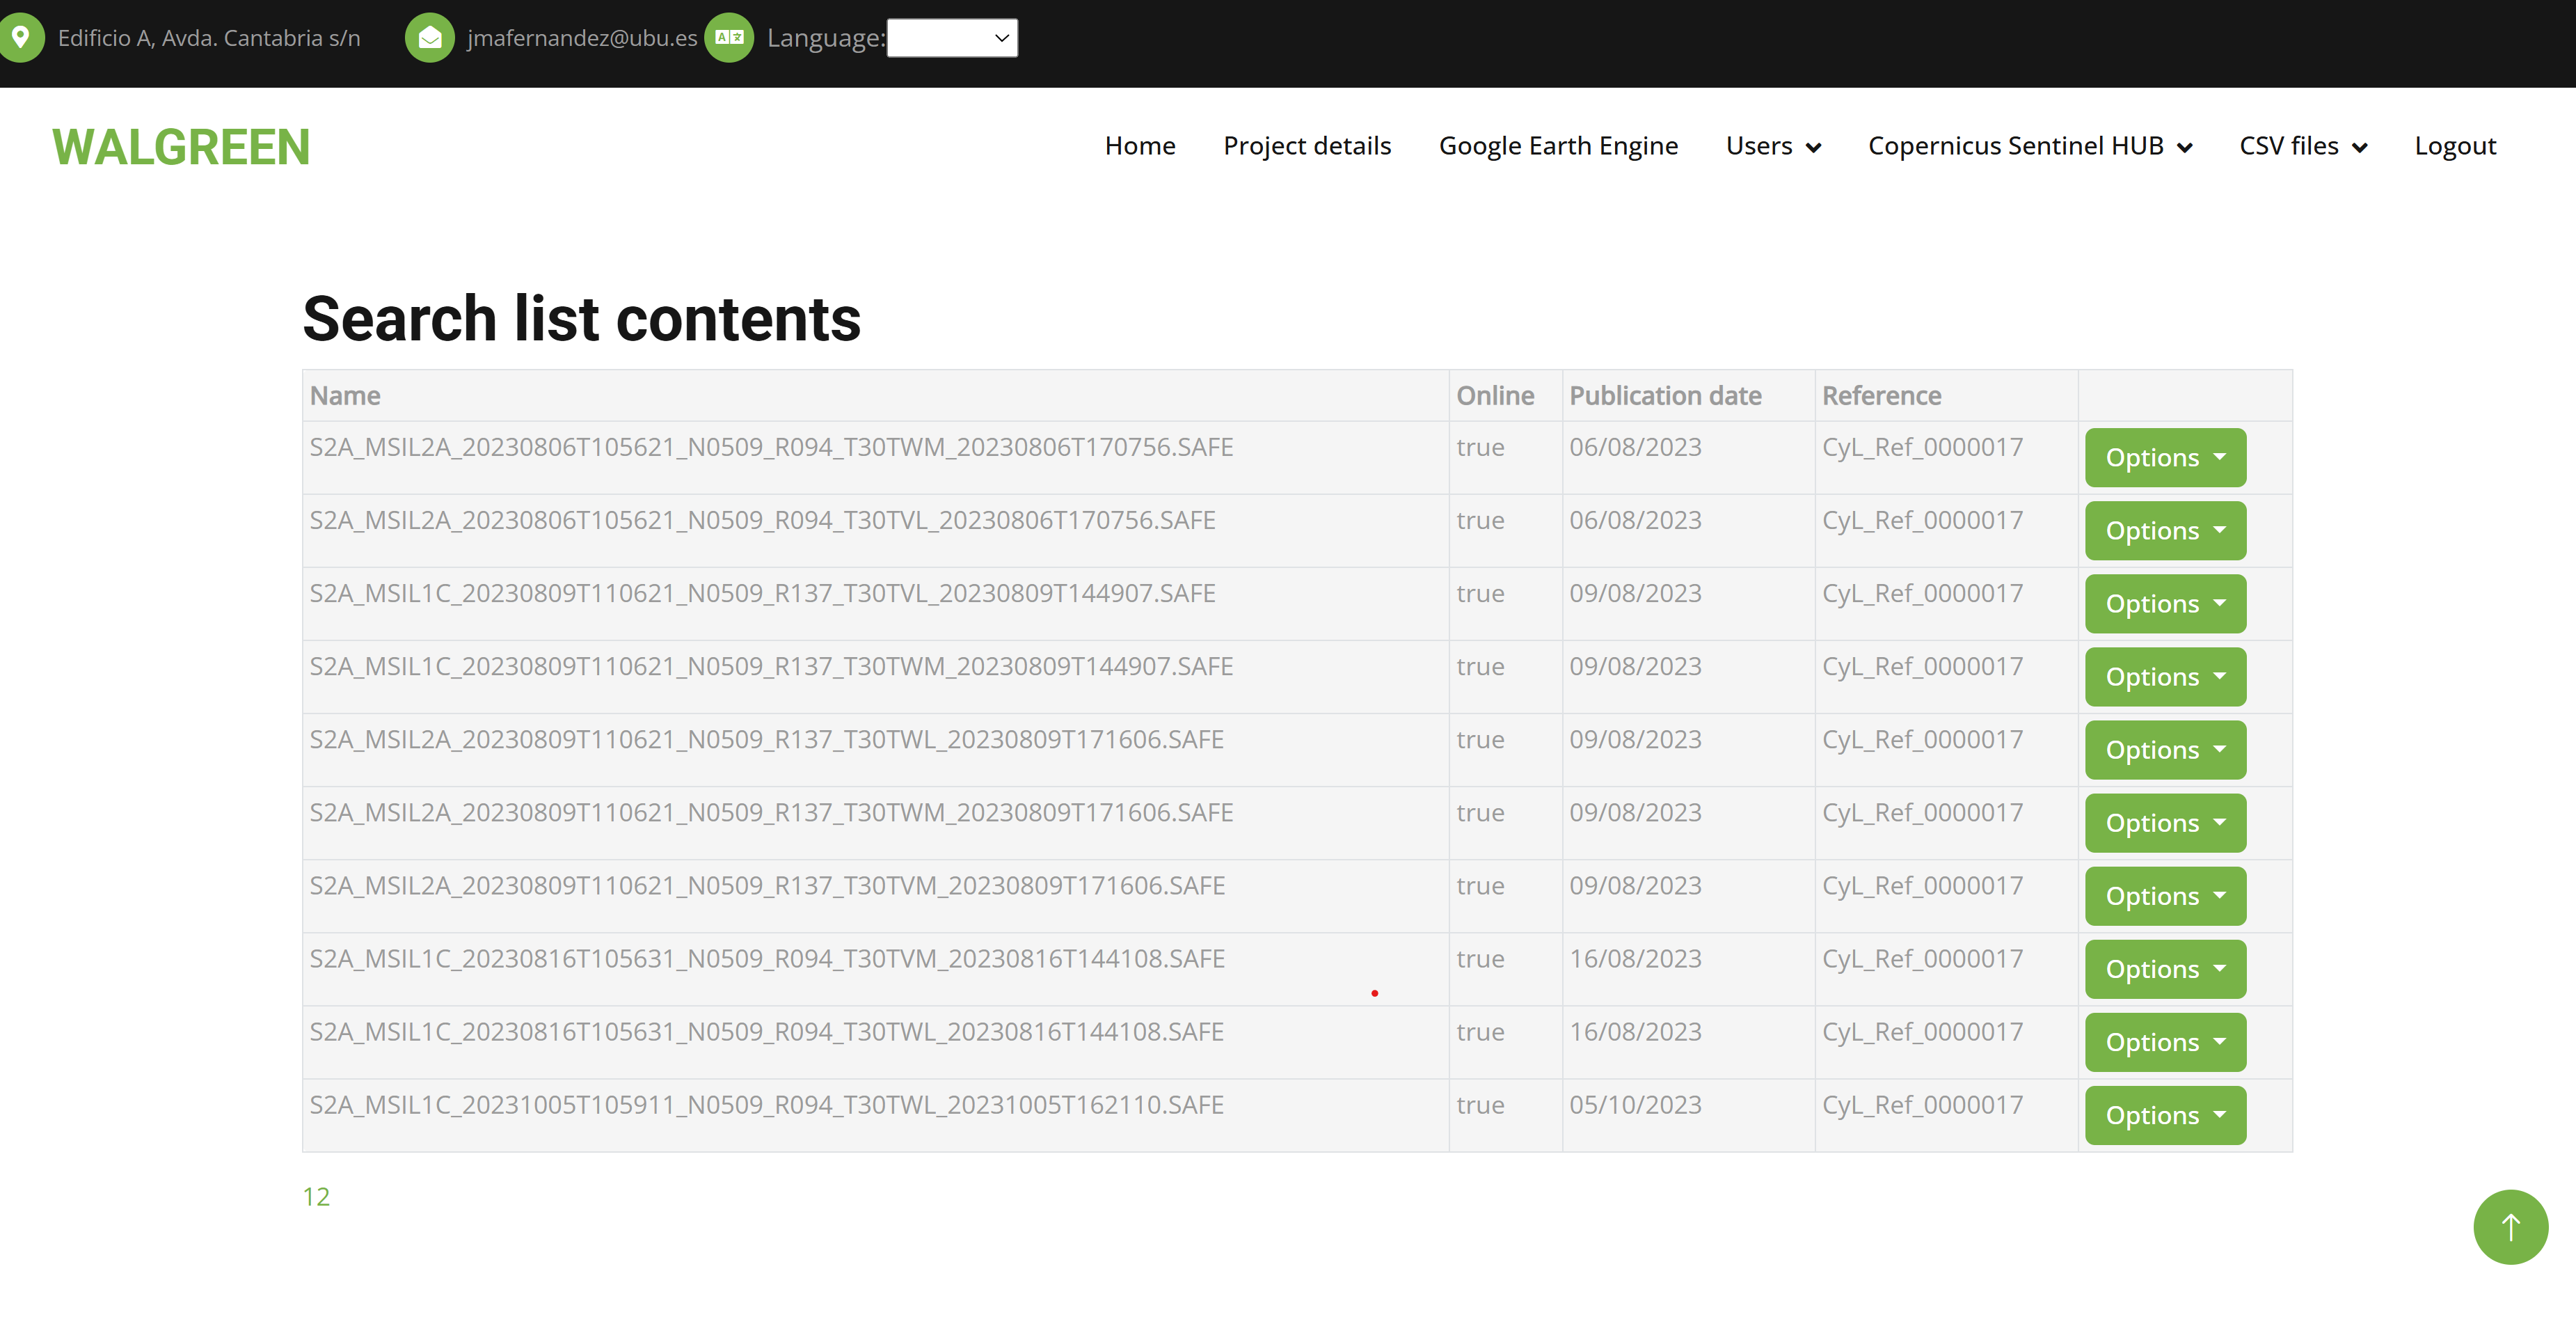 Edificio A, Avda. Cantabria s/n jmafernandez@ubu.es Language:
WALGREEN Home Project details Google Earth Engine Users Copernicus Sentinel HUB CSV files Logout
Search list contents
Name Online Publication date Reference
S2A_MSIL2A_20230806T105621_N0509_R094_T30TWM_20230806T170756.SAFE true 06/08/2023 CyL_Ref_0000017 Options
S2A_MSIL2A_20230806T105621_N0509_R094_T30TVL_20230806T170756.SAFE true 06/08/2023 CyL_Ref_0000017 Options
S2A_MSIL1C_20230809T110621_N0509_R137_T30TVL_20230809T144907.SAFE true 09/08/2023 CyL_Ref_0000017 Options
S2A_MSIL1C_20230809T110621_N0509_R137_T30TWM_20230809T144907.SAFE true 09/08/2023 CyL_Ref_0000017 Options
S2A_MSIL2A_20230809T110621_N0509_R137_T30TWL_20230809T171606.SAFE true 09/08/2023 CyL_Ref_0000017 Options
S2A_MSIL2A_20230809T110621_N0509_R137_T30TWM_20230809T171606.SAFE true 09/08/2023 CyL_Ref_0000017 Options
S2A_MSIL2A_20230809T110621_N0509_R137_T30TVM_20230809T171606.SAFE true 09/08/2023 CyL_Ref_0000017 Options
S2A_MSIL1C_20230816T105631_N0509_R094_T30TVM_20230816T144108.SAFE true 16/08/2023 CyL_Ref_0000017 Options
S2A_MSIL1C_20230816T105631_N0509_R094_T30TWL_20230816T144108.SAFE true 16/08/2023 CyL_Ref_0000017 Options
S2A_MSIL1C_20231005T105911_N0509_R094_T30TWL_20231005T162110.SAFE true 05/10/2023 CyL_Ref_0000017 Options
12